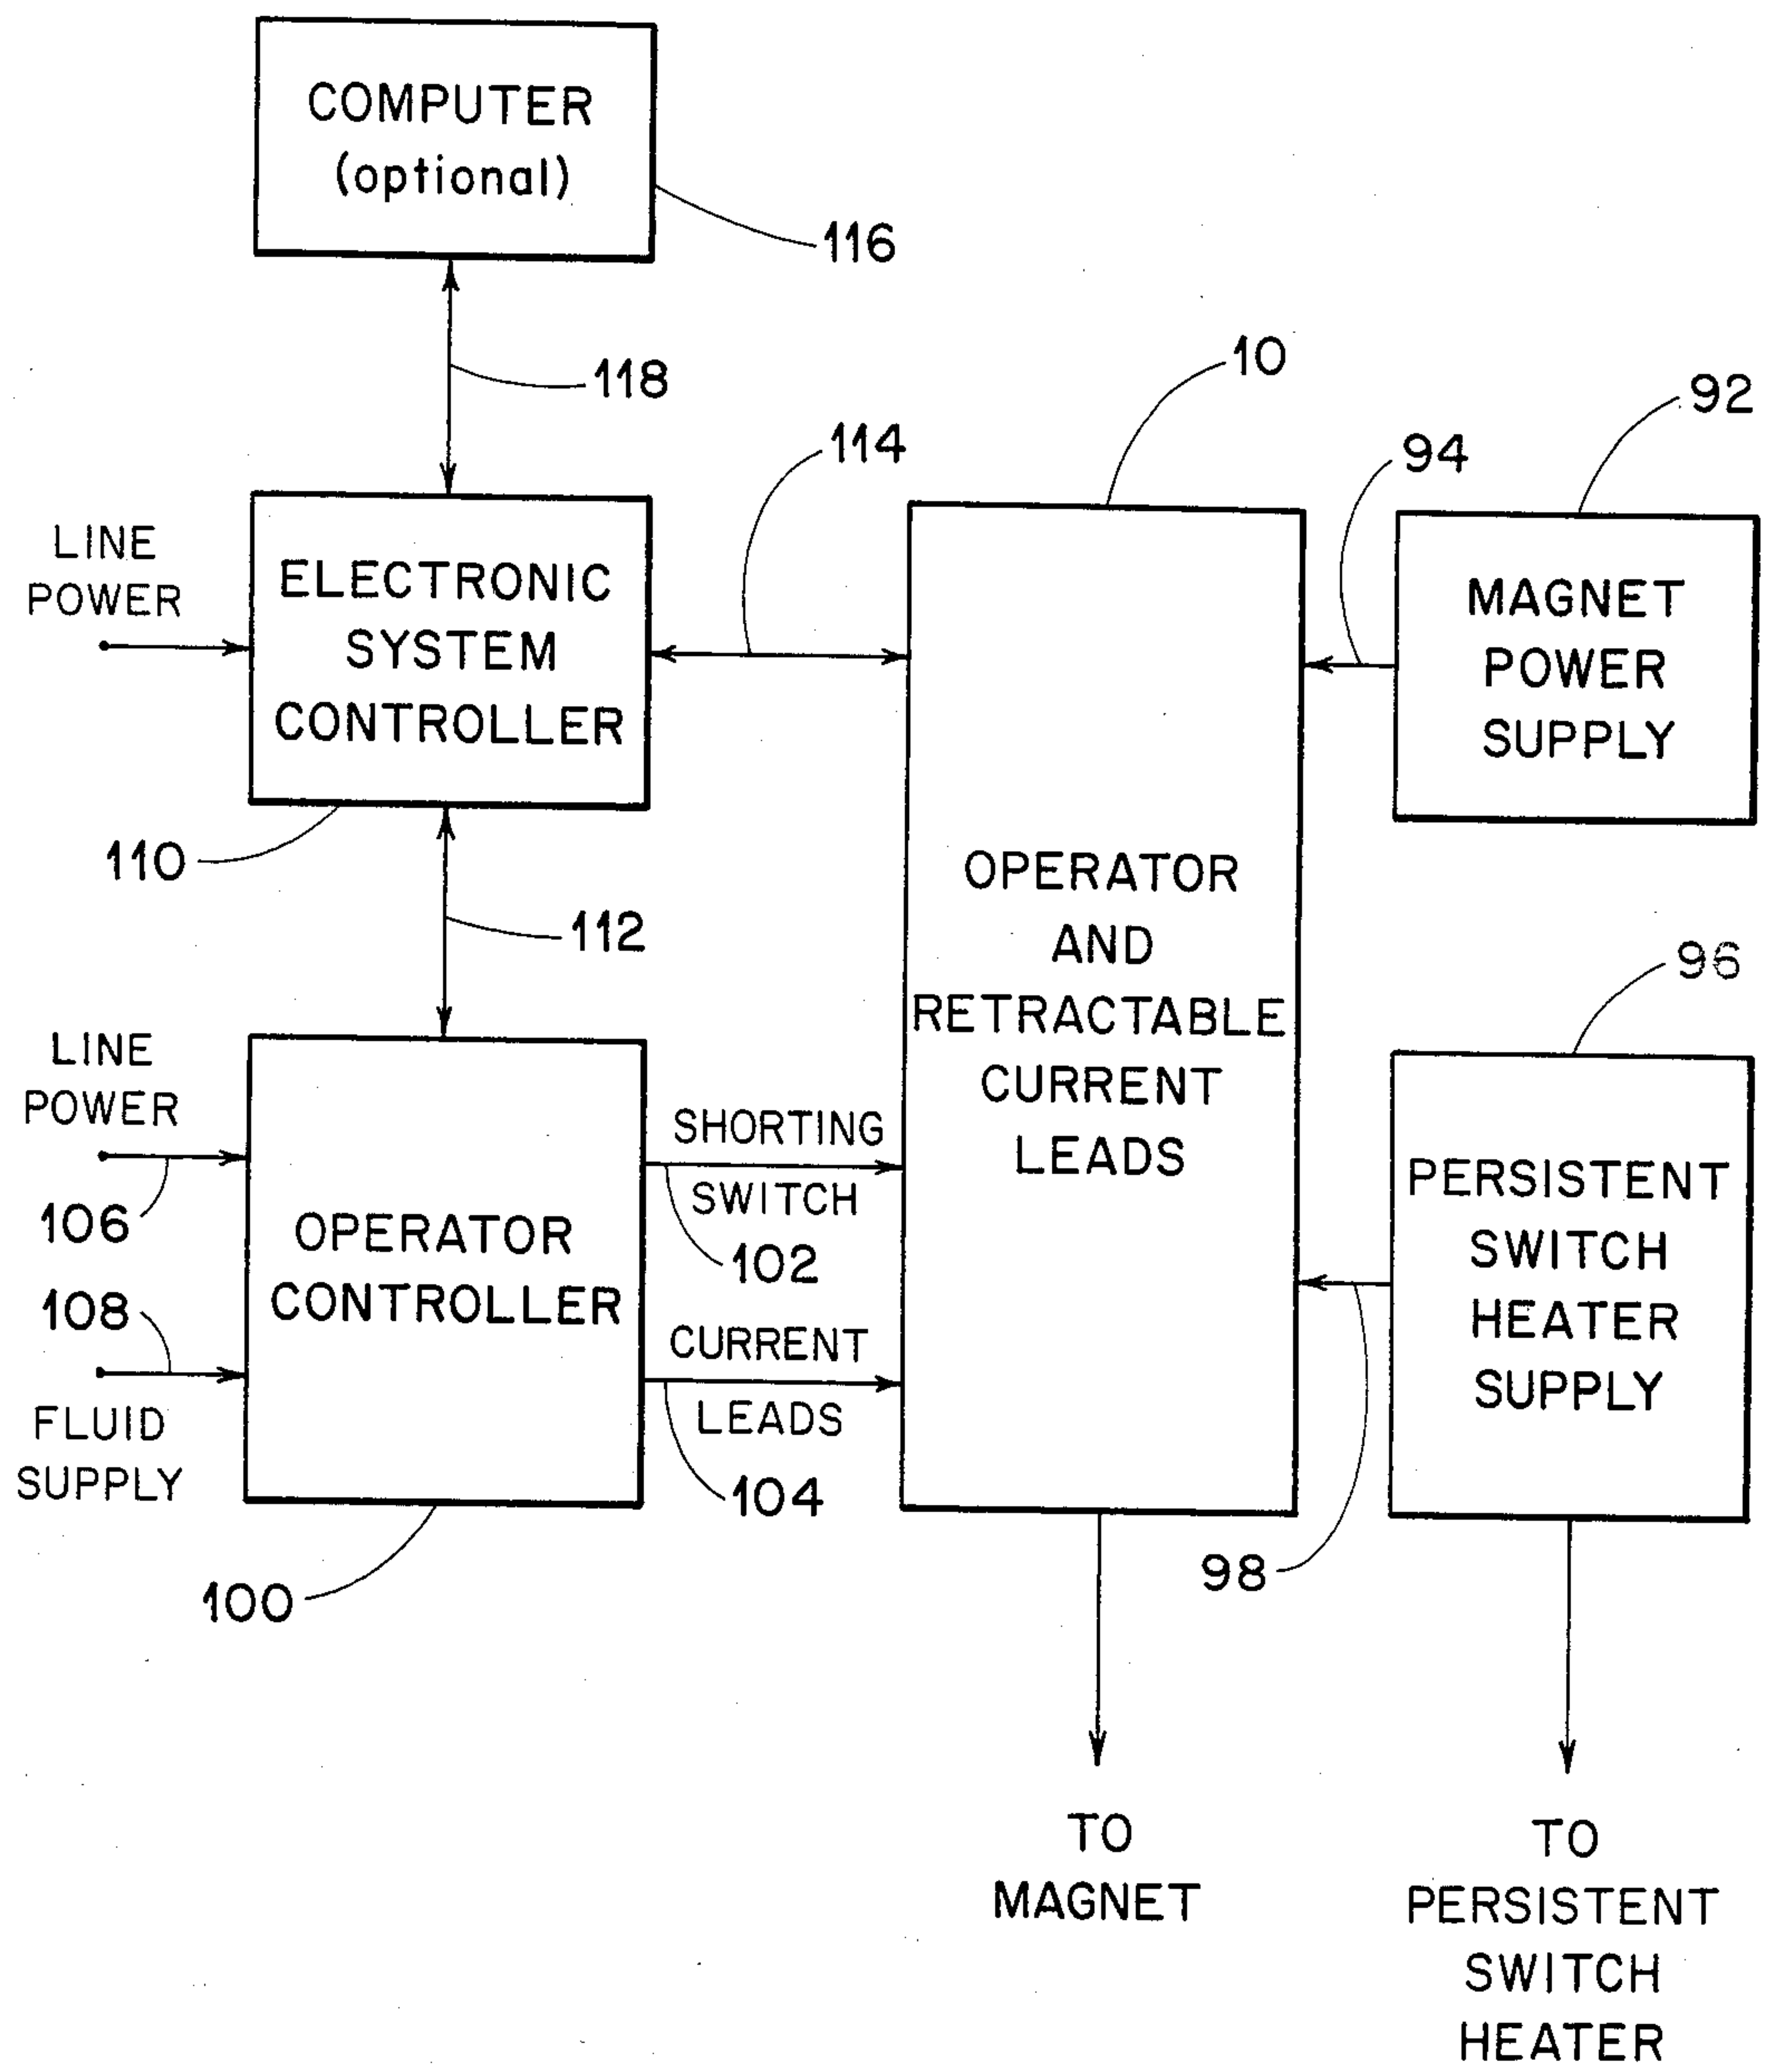 COMPUTER
(optional)
116
118
10
92
114
94
LINE
POWER
ELECTRONIC
SYSTEM
CONTROLLER
MAGNET
POWER
SUPPLY
110
112
OPERATOR
AND
RETRACTABLE
CURRENT
LEADS
96
LINE
POWER
106
108
FLUID
SUPPLY
OPERATOR
CONTROLLER
SHORTING
SWITCH
102
CURRENT
LEADS
104
PERSISTENT
SWITCH
HEATER
SUPPLY
98
100
TO
MAGNET
TO
PERSISTENT
SWITCH
HEATER